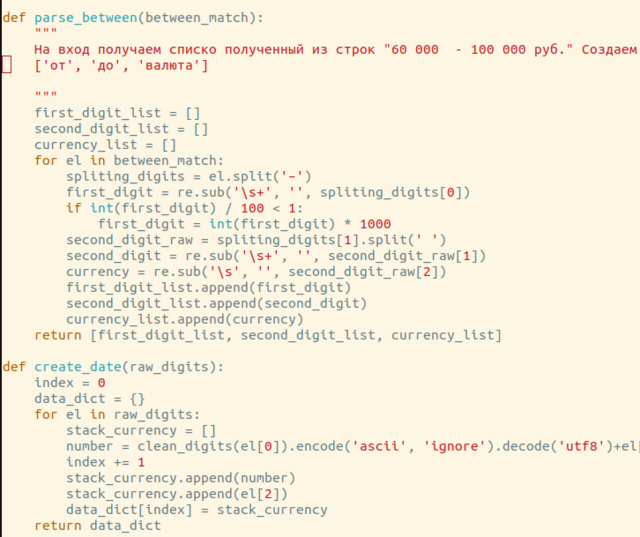 def parse_between(between_match):
    """
    На вход получаем списко полученный из строк "60 000  - 100 000 руб." Создаем
    ['от', 'до', 'валюта']
    """
    first_digit_list = []
    second_digit_list = []
    currency_list = []
    for el in between_match:
        spliting_digits = el.split('-')
        first_digit = re.sub('\s+', '', spliting_digits[0])
        if int(first_digit) / 100 < 1:
            first_digit = int(first_digit) * 1000
        second_digit_raw = spliting_digits[1].split(' ')
        second_digit = re.sub('\s+', '', second_digit_raw[1])
        currency = re.sub('\s', '', second_digit_raw[2])
        first_digit_list.append(first_digit)
        second_digit_list.append(second_digit)
        currency_list.append(currency)
    return [first_digit_list, second_digit_list, currency_list]
def create_date(raw_digits):
    index = 0
    data_dict = {}
    for el in raw_digits:
        stack_currency = []
        number = clean_digits(el[0]).encode('ascii', 'ignore').decode('utf8')+el[
        index += 1
        stack_currency.append(number)
        stack_currency.append(el[2])
        data_dict[index] = stack_currency
    return data_dict